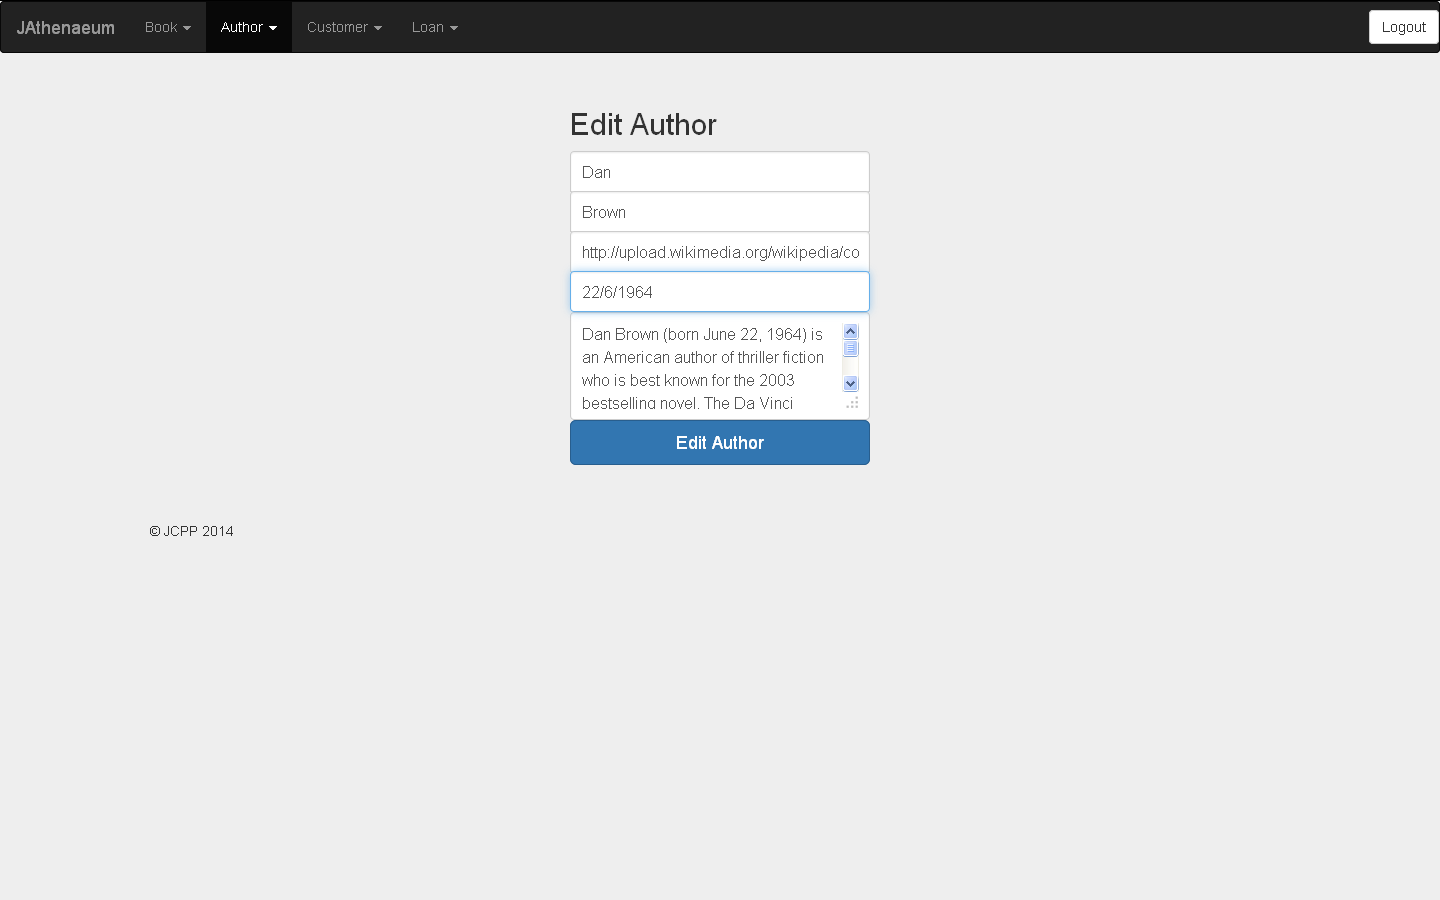 JAthenaeum Book Author Customer Loan Logout
Edit Author
Dan
Brown
http://upload.wikimedia.org/wikipedia/co
22/6/1964
Dan Brown (born June 22, 1964) is
an American author of thriller fiction
who is best known for the 2003
bestselling novel, The Da Vinci
Edit Author
© JCPP 2014